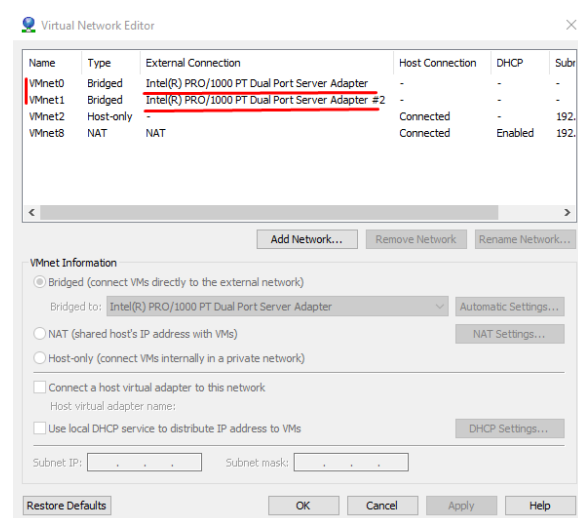 Virtual Network Editor
Name Type External Connection Host Connection DHCP Subr
VMnet0 Bridged Intel(R) PRO/1000 PT Dual Port Server Adapter - - -
VMnet1 Bridged Intel(R) PRO/1000 PT Dual Port Server Adapter #2 - - -
VMnet2 Host-only - Connected - 192.
VMnet8 NAT NAT Connected Enabled 192.
Add Network... Remove Network Rename Network...
VMnet Information
Bridged (connect VMs directly to the external network)
Bridged to: Intel(R) PRO/1000 PT Dual Port Server Adapter Automatic Settings...
NAT (shared host's IP address with VMs) NAT Settings...
Host-only (connect VMs internally in a private network)
Connect a host virtual adapter to this network
Host virtual adapter name:
Use local DHCP service to distribute IP address to VMs DHCP Settings...
Subnet IP: . . . Subnet mask: . . .
Restore Defaults OK Cancel Apply Help